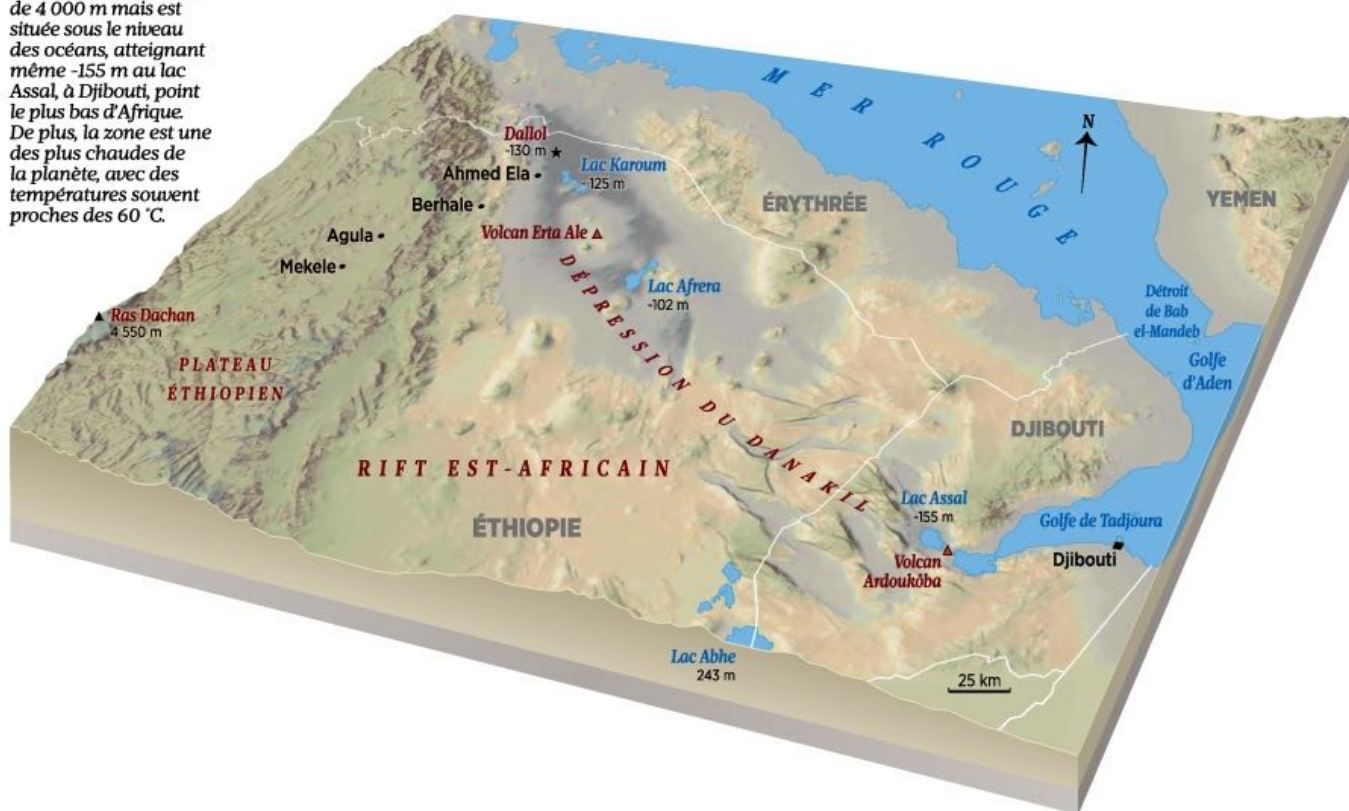 de 4 000 m mais est
située sous le niveau
des océans, atteignant
même -155 m au lac
Assal, à Djibouti, point
le plus bas d'Afrique.
De plus, la zone est une
des plus chaudes de
la planète, avec des
températures souvent
proches des 60 °C.
MER ROUGE
N
Dallol
-130 m
Lac Karoum
- 125 m
Ahmed Ela
ÉRYTHRÉE
YEMEN
Berhale
Volcan Erta Ale
Agula
Mekele
Lac Afrera
-102 m
Détroit
de Bab
el-Mandeb
Ras Dachan
4 550 m
Golfe
d'Aden
PLATEAU
ÉTHIOPIEN
DÉPRESSION DU DANAKIL
DJIBOUTI
RIFT EST-AFRICAIN
Lac Assal
-155 m
ÉTHIOPIE
Golfe de Tadjoura
Djibouti
Volcan
Ardoukôba
Lac Abhe
243 m
25 km